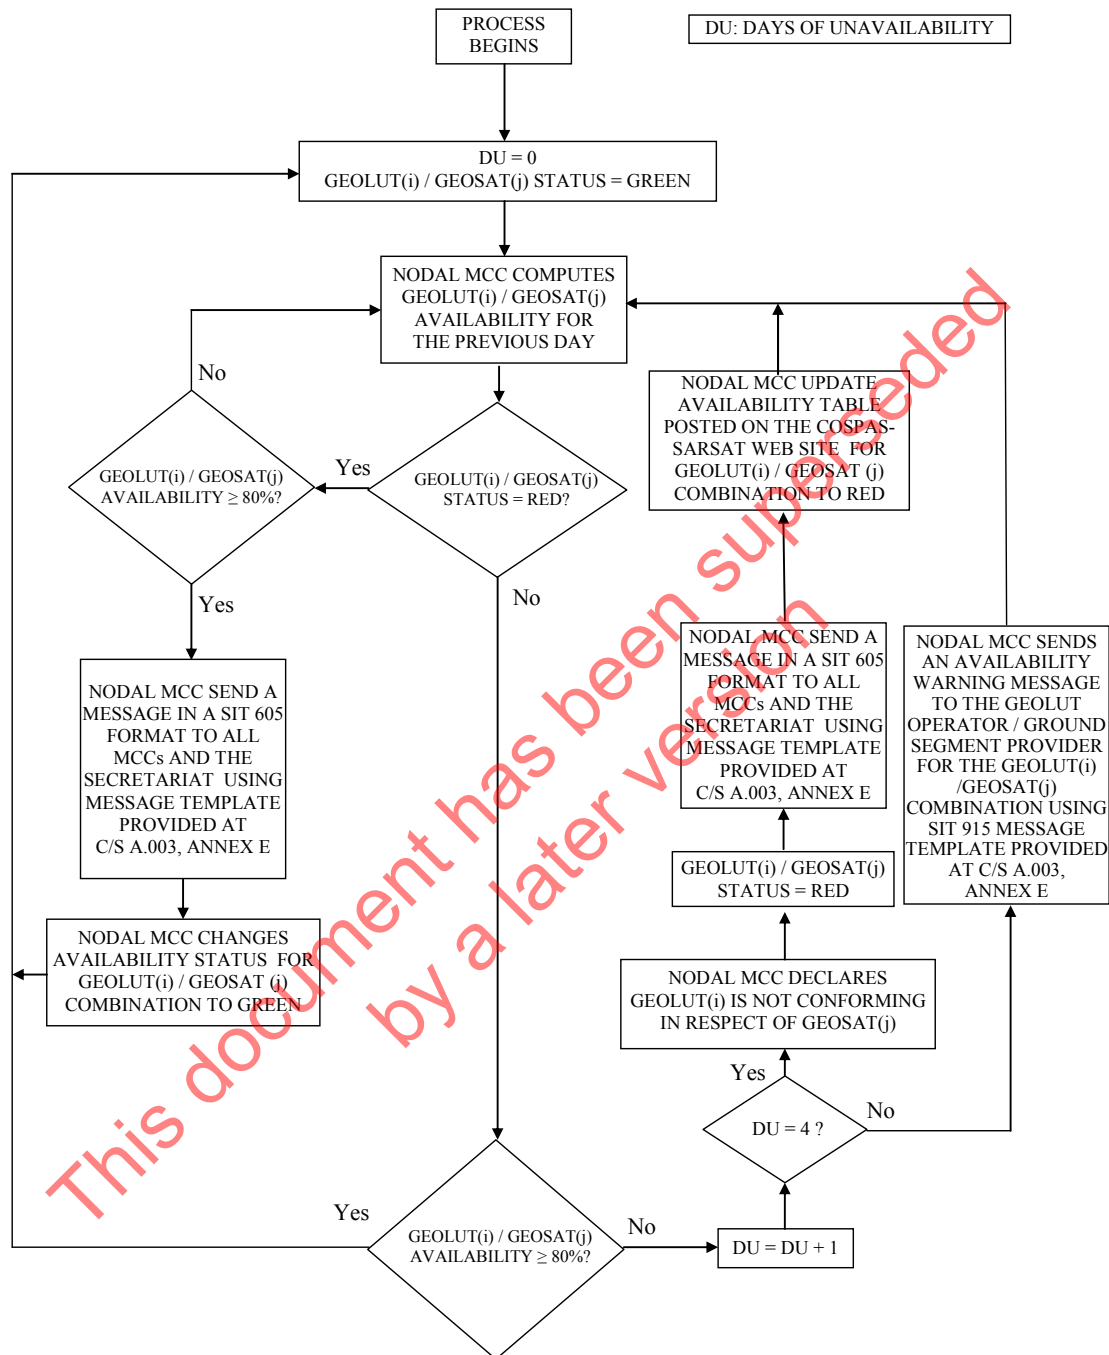 PROCESS
BEGINS
DU: DAYS OF UNAVAILABILITY
DU = 0
GEOLUT(i) / GEOSAT(j) STATUS = GREEN
NODAL MCC COMPUTES
GEOLUT(i) / GEOSAT(j)
AVAILABILITY FOR
THE PREVIOUS DAY
No
GEOLUT(i) / GEOSAT(j)
AVAILABILITY ≥ 80%?
Yes
GEOLUT(i) / GEOSAT(j)
STATUS = RED?
NODAL MCC UPDATE
AVAILABILITY TABLE
POSTED ON THE COSPAS-
SARSAT WEB SITE FOR
GEOLUT(i) / GEOSAT (j)
COMBINATION TO RED
Yes
No
NODAL MCC SEND A
MESSAGE IN A SIT 605
FORMAT TO ALL
MCCs AND THE
SECRETARIAT USING
MESSAGE TEMPLATE
PROVIDED AT
C/S A.003, ANNEX E
NODAL MCC SEND A
MESSAGE IN A SIT 605
FORMAT TO ALL
MCCs AND THE
SECRETARIAT USING
MESSAGE TEMPLATE
PROVIDED AT
C/S A.003, ANNEX E
NODAL MCC SENDS
AN AVAILABILITY
WARNING MESSAGE
TO THE GEOLUT
OPERATOR / GROUND
SEGMENT PROVIDER
FOR THE GEOLUT(i)
/GEOSAT(j)
COMBINATION USING
SIT 915 MESSAGE
TEMPLATE PROVIDED
AT C/S A.003,
ANNEX E
GEOLUT(i) / GEOSAT(j)
STATUS = RED
NODAL MCC CHANGES
AVAILABILITY STATUS FOR
GEOLUT(i) / GEOSAT (j)
COMBINATION TO GREEN
NODAL MCC DECLARES
GEOLUT(i) IS NOT CONFORMING
IN RESPECT OF GEOSAT(j)
Yes
DU = 4 ?
No
Yes
GEOLUT(i) / GEOSAT(j)
AVAILABILITY ≥ 80%?
No
DU = DU + 1
This document has been superseded
by a later version